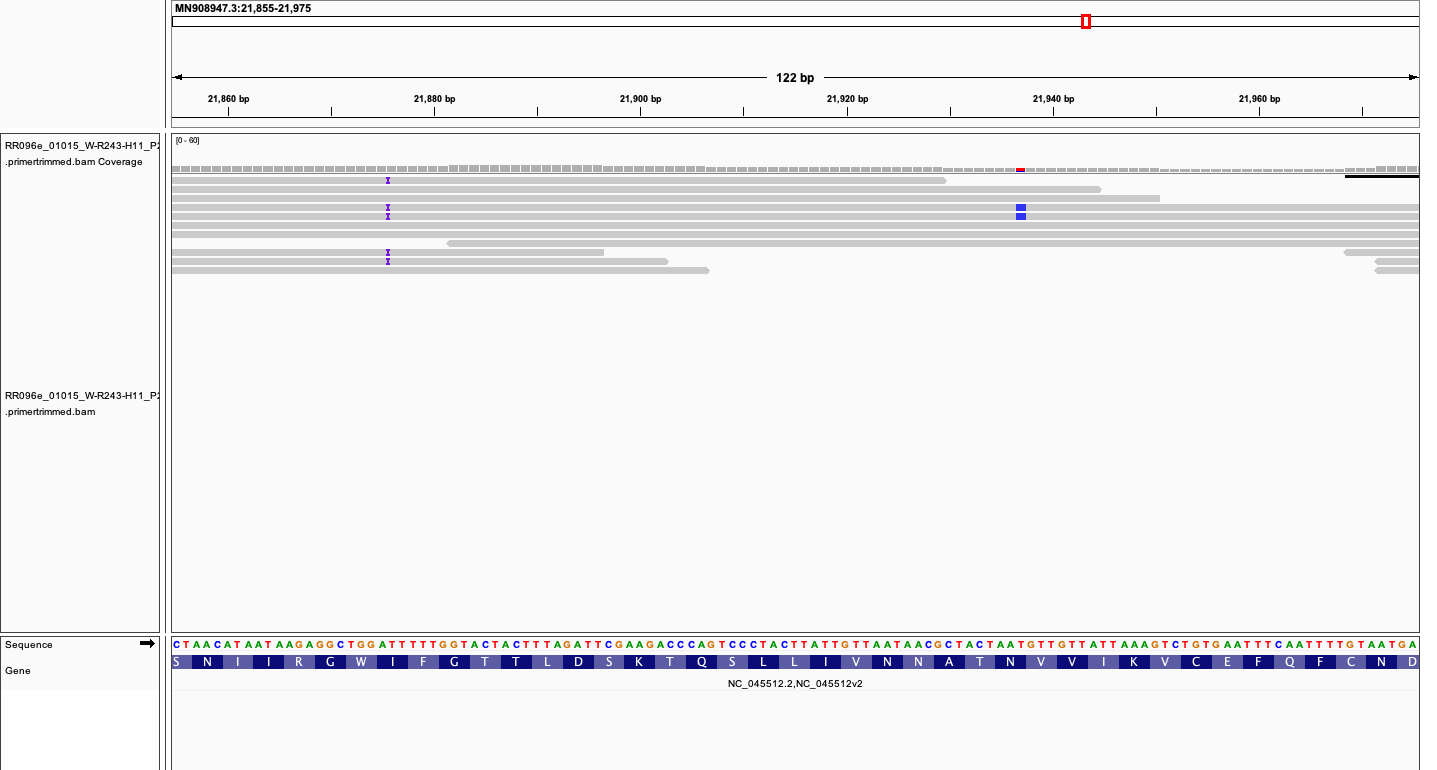 MN908947.3:21,855-21,975
122 bp
21,860 bp 21,880 bp 21,900 bp 21,920 bp 21,940 bp 21,960 bp
RR096e_01015_W-R243-H11_P2
.primertrimmed.bam Coverage
[0 - 60]
RR096e_01015_W-R243-H11_P2
.primertrimmed.bam
Sequence
CTAACATAATAAGAGGCTGGATTTTTGGTACTACTTTAGATTCGAAGACCCAGTCCCTACTTATTGTTAATAACGCTACTAATGTTGTTATTAAAGTCTGTGAATTTCAATTTTGTAATGA
Gene
S N I I R G W I F G T T L D S K T Q S L L I V N N A T N V V I K V C E F Q F C N D
NC_045512.2,NC_045512v2